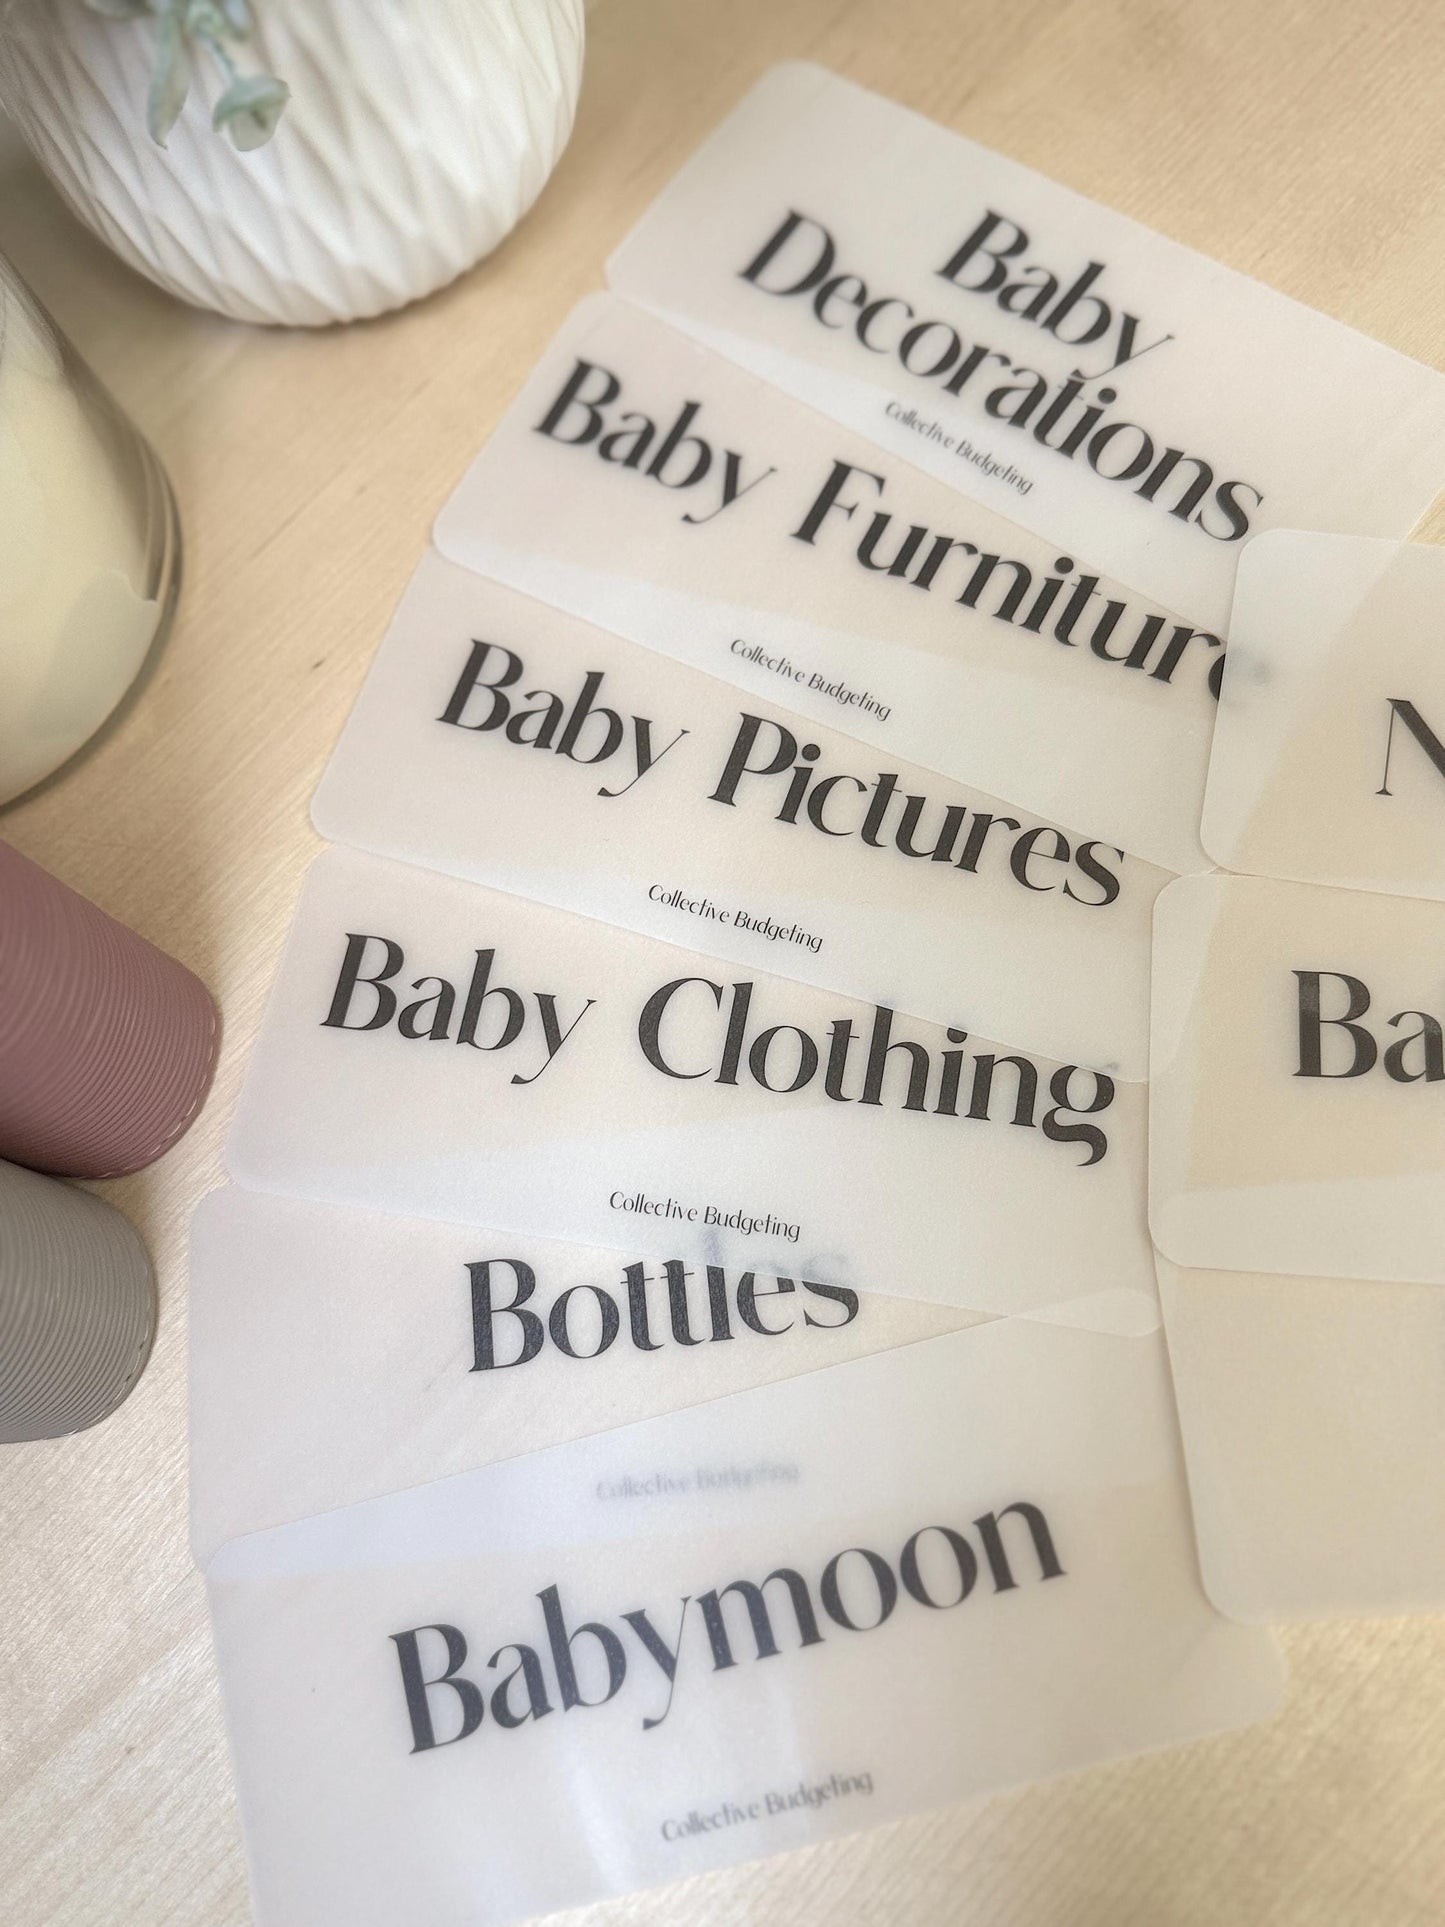 Baby
Decorations
Collective Budgeting
Baby Furniture
Collective Budgeting
Baby Pictures
Collective Budgeting
Baby Clothing
Collective Budgeting
Bottles
Collective Budgeting
Babymoon
Collective Budgeting
N
Ba